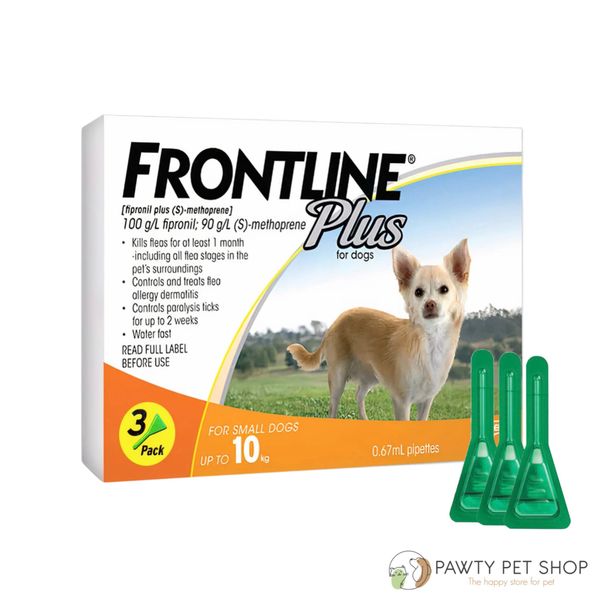 FRONTLINE®
Plus
for dogs
[fipronil plus (S)-methoprene]
100 g/L fipronil; 90 g/L (S)-methoprene
• Kills fleas for at least 1 month
-including all flea stages in the
pet's surroundings
• Controls and treats flea
allergy dermatitis
• Controls paralysis ticks
for up to 2 weeks
• Water fast
READ FULL LABEL
BEFORE USE
3
Pack
FOR SMALL DOGS
UP TO 10 kg
0.67mL pipettes
PAWTY PET SHOP
The happy store for pet